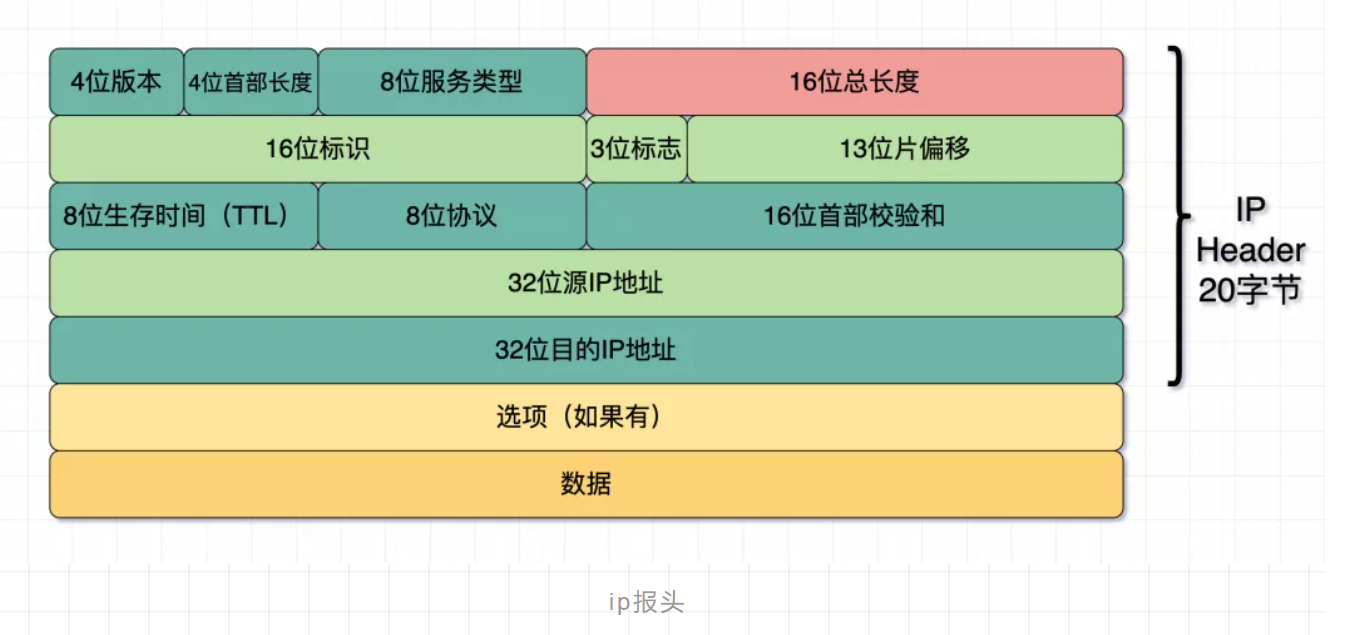 4位版本 4位首部长度 8位服务类型 16位总长度
16位标识 3位标志 13位片偏移
8位生存时间（TTL） 8位协议 16位首部校验和
32位源IP地址
32位目的IP地址
选项（如果有）
数据
IP
Header
20字节
ip报头